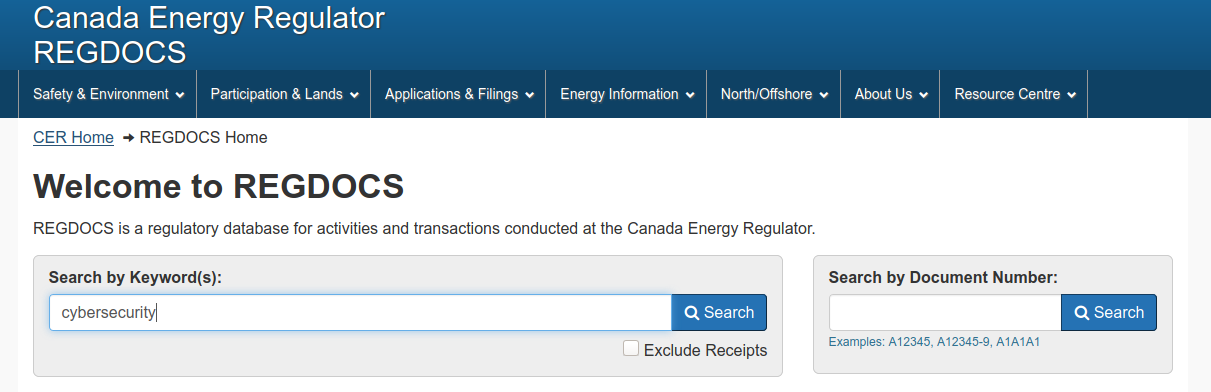 Canada Energy Regulator
REGDOCS
Safety & Environment Participation & Lands Applications & Filings Energy Information North/Offshore About Us Resource Centre
CER Home ➜ REGDOCS Home
Welcome to REGDOCS
REGDOCS is a regulatory database for activities and transactions conducted at the Canada Energy Regulator.
Search by Keyword(s):
cybersecurity Search
Exclude Receipts
Search by Document Number:
Search
Examples: A12345, A12345-9, A1A1A1